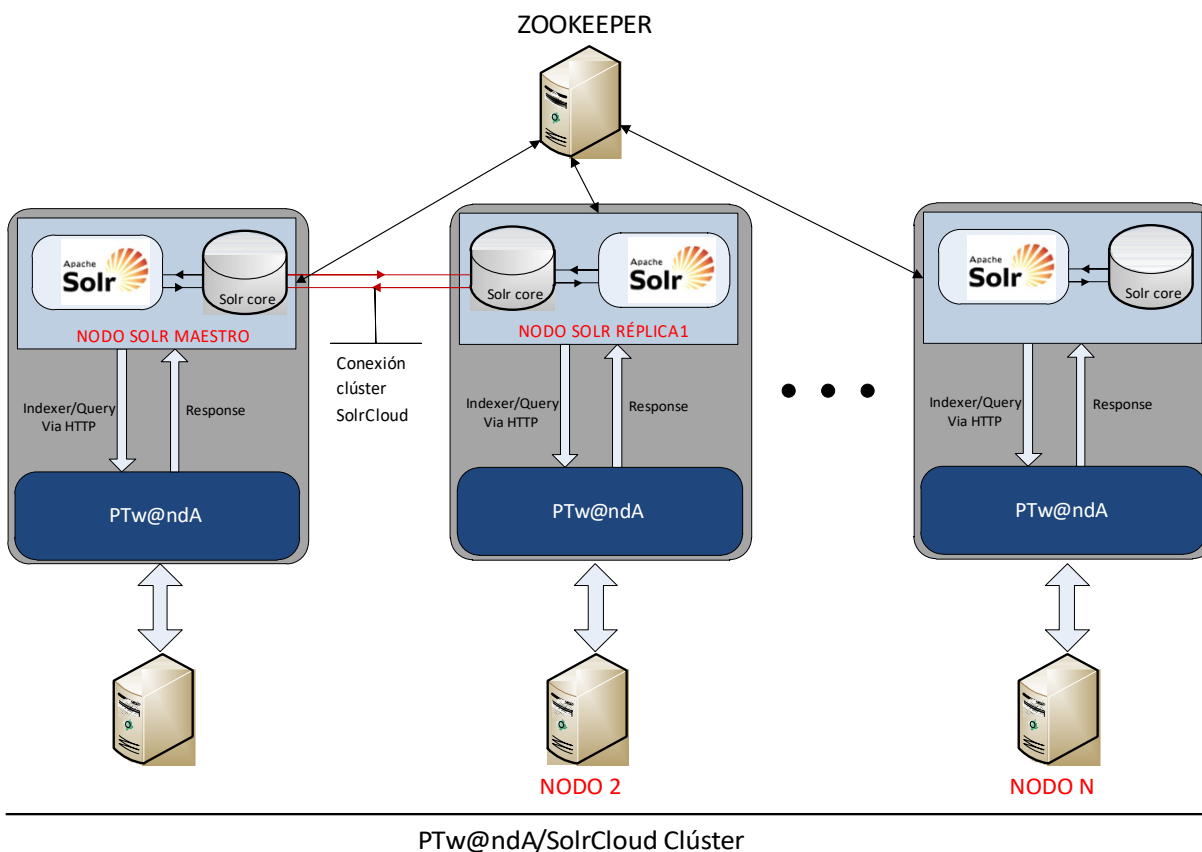 ZOOKEEPER
Apache
Solr
Solr core
NODO SOLR MAESTRO
Indexer/Query
Via HTTP
Response
PTw@ndA
Conexión
clúster
SolrCloud
Solr core
Apache
Solr
NODO SOLR RÉPLICA1
Indexer/Query
Via HTTP
Response
PTw@ndA
Apache
Solr
Solr core
Indexer/Query
Via HTTP
Response
PTw@ndA
NODO 2
NODO N
PTw@ndA/SolrCloud Clúster